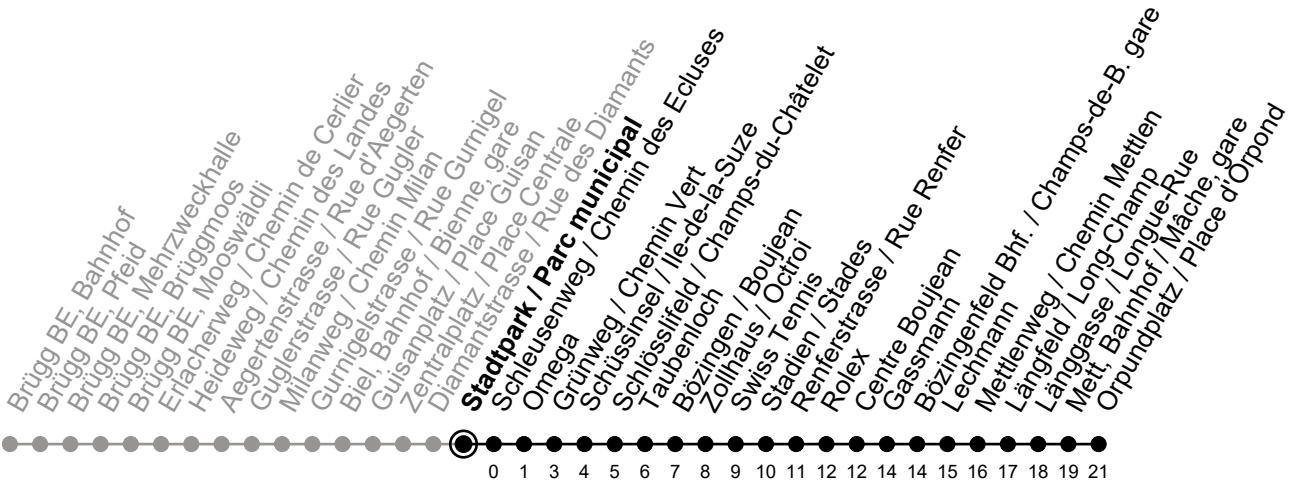 Brügg BE, Bahnhof
Brügg BE, Pfeid
Brügg BE, Mehrzweckhalle
Brügg BE, Brüggmoos
Brügg BE, Mooswäldli
Erlacherweg / Chemin de Cerlier
Heideweg / Chemin des Landes
Aegertenstrasse / Rue d'Aegerten
Guglerstrasse / Rue Gugler
Milanweg / Chemin Milan
Gurnigelstrasse / Rue Gurnigel
Biel, Bahnhof / Bienne, gare
Guisanplatz / Place Guisan
Zentralplatz / Place Centrale
Diamantstrasse / Rue des Diamants
Stadtpark / Parc municipal
Schleusenweg / Chemin des Ecluses
Omega
Grünweg / Chemin Vert
Schüssinsel / Ile-de-la-Suze
Schlösslifeld / Champs-du-Châtelet
Taubenloch
Bözingen / Boujean
Zollhaus / Octroi
Swiss Tennis
Stadien / Stades
Renferstrasse / Rue Renfer
Rolex
Centre Boujean
Gassmann
Bözingenfeld Bhf. / Champs-de-B. gare
Lechmann
Mettlenweg / Chemin Mettlen
Längfeld / Long-Champ
Länggasse / Longue-Rue
Mett, Bahnhof / Mâche, gare
Orpundplatz / Place d'Orpond
0 1 3 4 5 6 7 8 9 10 11 12 12 14 14 15 16 17 18 19 21